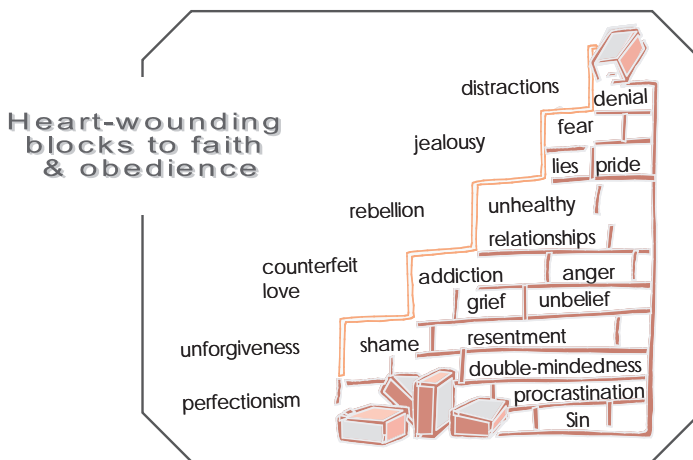 Heart-wounding
blocks to faith
& obedience
distractions
denial
fear
jealousy
lies pride
rebellion
unhealthy
relationships
counterfeit
love
addiction anger
grief unbelief
unforgiveness
shame resentment
double-mindedness
perfectionism
procrastination
Sin